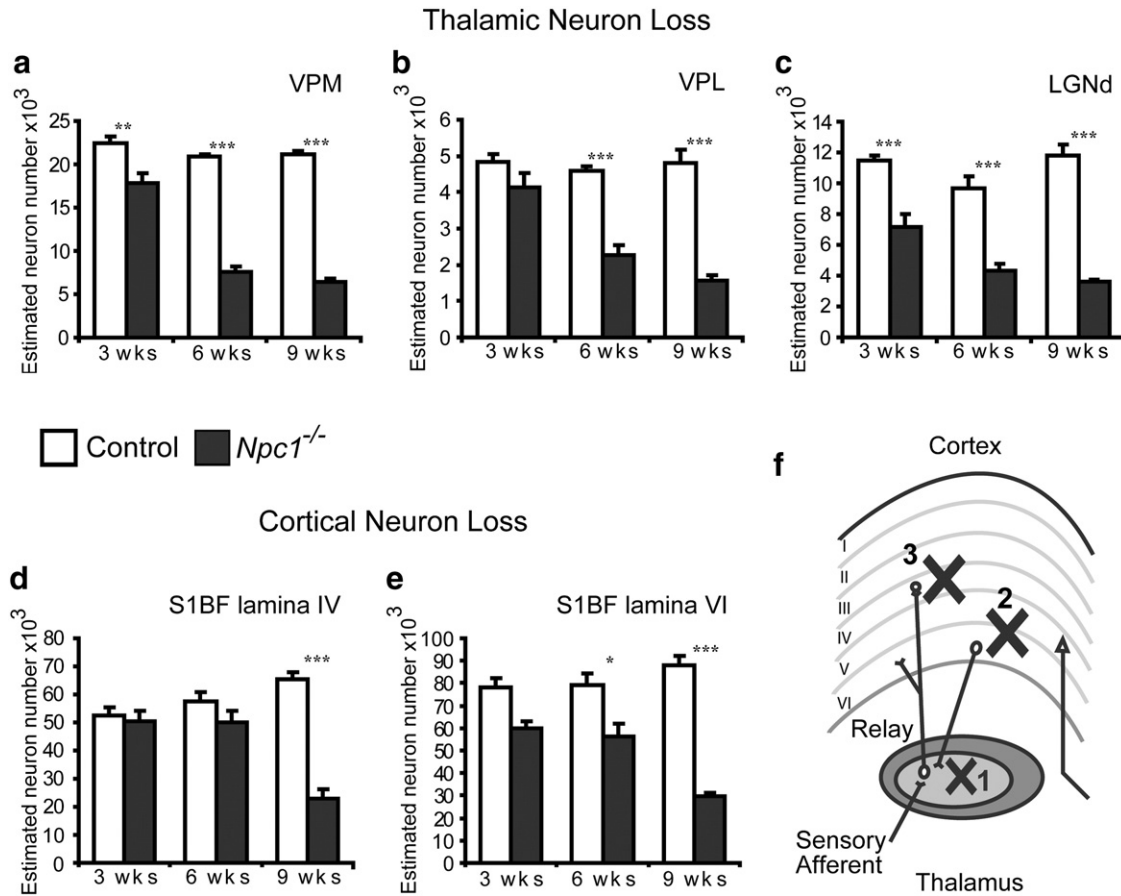 Thalamic Neuron Loss
a
VPM
Estimated neuron number x10³
25
20
15
10
5
0
**
***
***
3 wks
6 wks
9 wks
b
VPL
Estimated neuron number x10³
6
5
4
3
2
1
0
***
***
3 wks
6 wks
9 wks
c
LGNd
Estimated neuron number x10³
14
12
10
8
6
4
2
0
***
***
***
3 wks
6 wks
9 wks
Control
Npc1-/-
Cortical Neuron Loss
d
S1BF lamina IV
Estimated neuron number x10³
80
70
60
50
40
30
20
10
0
***
3 wks
6 wks
9 wks
e
S1BF lamina VI
Estimated neuron number x10³
100
90
80
70
60
50
40
30
20
10
0
*
***
3 wks
6 wks
9 wks
f
Cortex
I
II
III
IV
V
VI
3
2
1
Relay
Sensory
Afferent
Thalamus